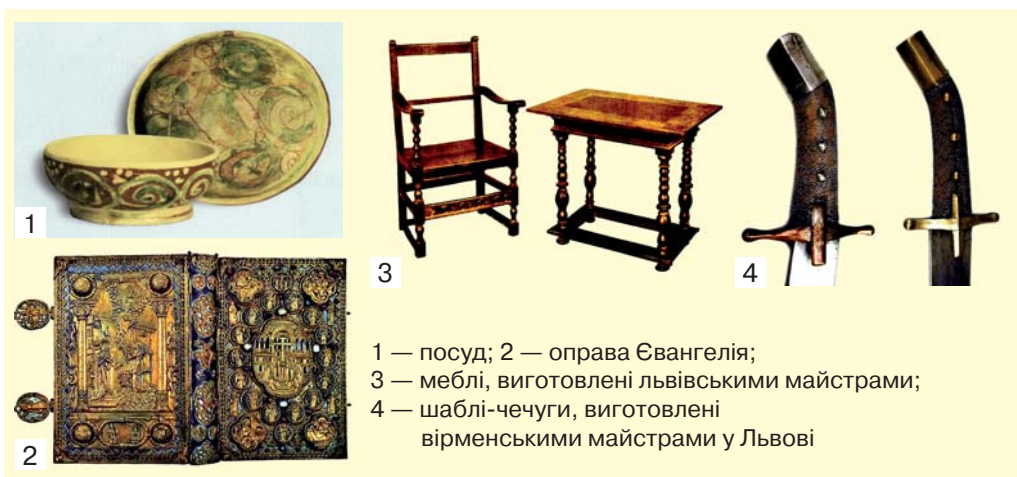 1
2
3
4
1 — посуд; 2 — оправа Євангелія;
3 — меблі, виготовлені львівськими майстрами;
4 — шаблі-чечуги, виготовлені
вірменськими майстрами у Львові